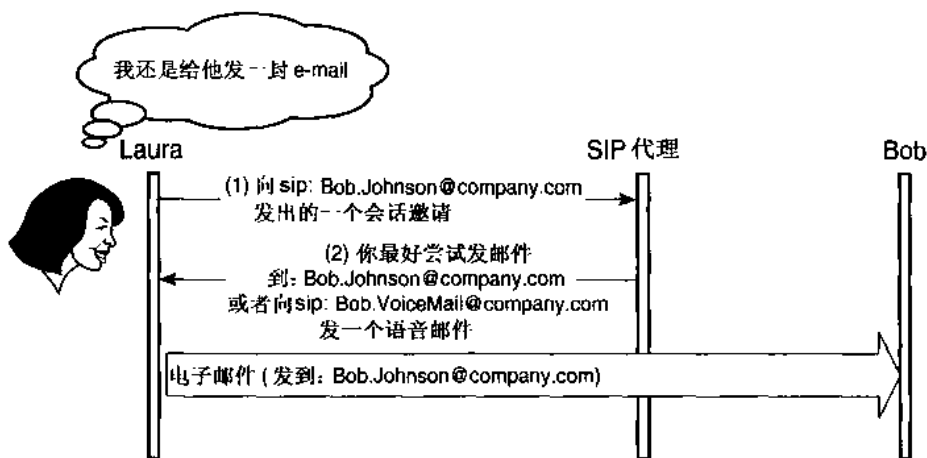 我还是给他发一封 e-mail
Laura
SIP 代理
Bob
(1) 向 sip: Bob.Johnson@company.com
发出的一个会话邀请
(2) 你最好尝试发邮件
到: Bob.Johnson@company.com
或者向sip: Bob.VoiceMail@company.com
发一个语音邮件
电子邮件 (发到: Bob.Johnson@company.com)